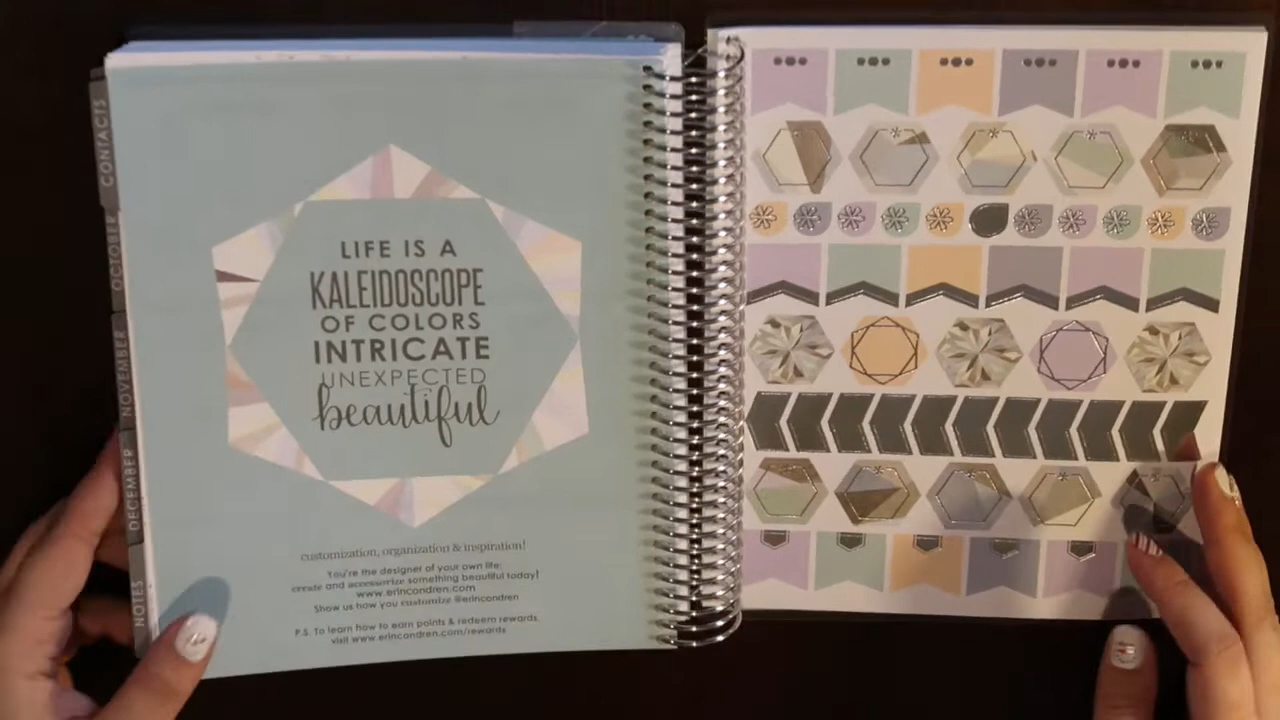 CONTACTS
OCTOBER
NOVEMBER
DECEMBER
NOTES
LIFE IS A
KALEIDOSCOPE
OF COLORS
INTRICATE
UNEXPECTED
beautiful
customization, organization & inspiration!
You're the designer of your own life:
create and accessorize something beautiful today!
www.erincondren.com
Show us how you customize @erincondren
P.S. To learn how to earn points & redeem rewards,
visit www.erincondren.com/rewards